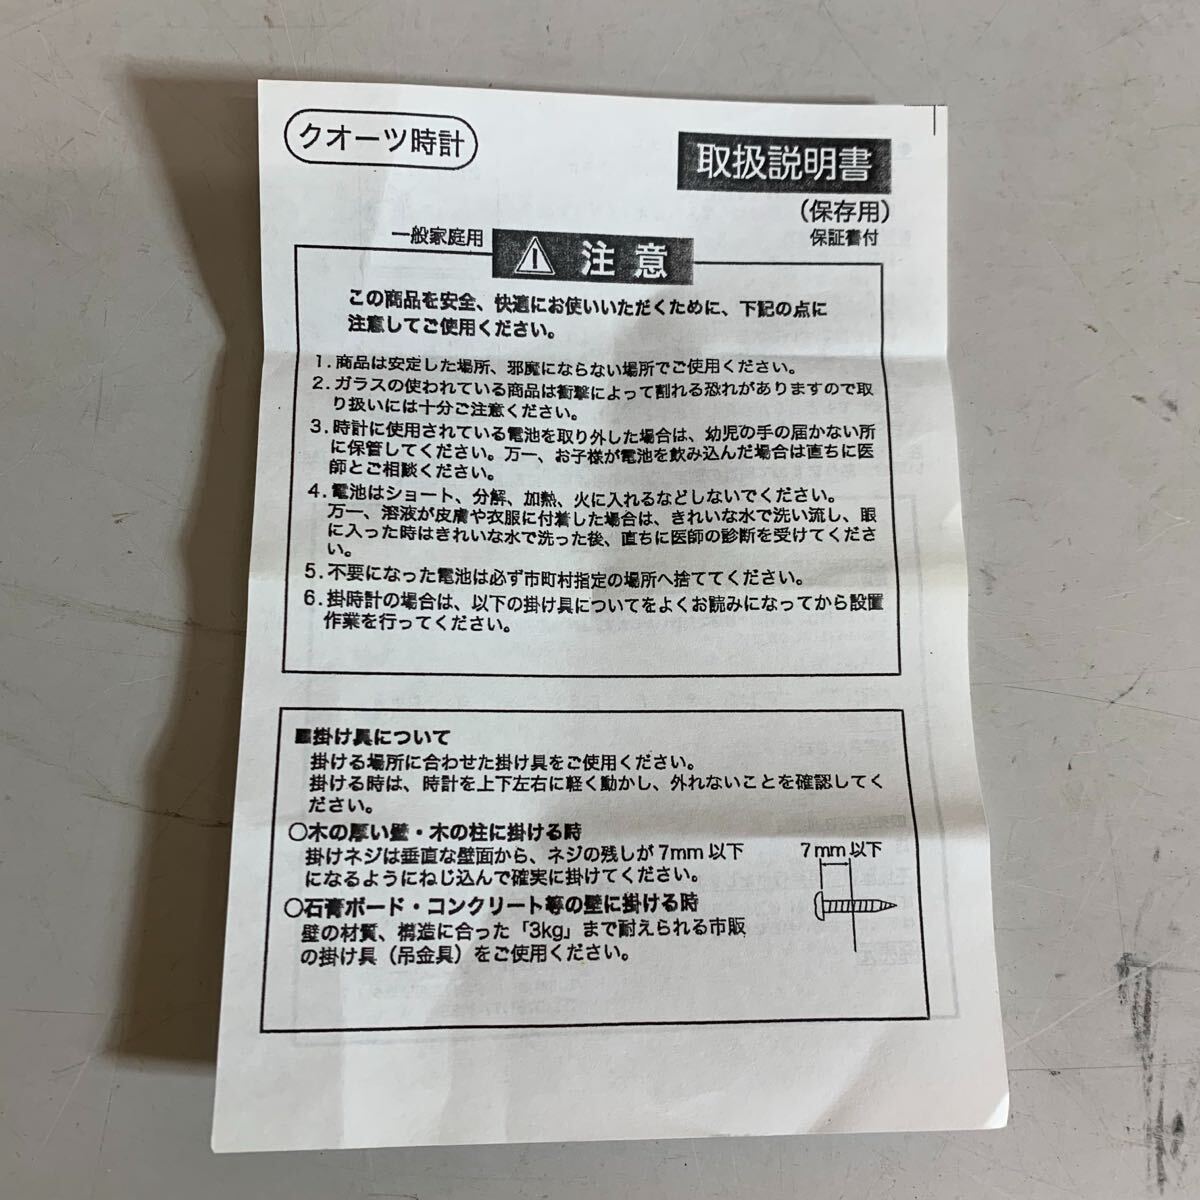 クオーツ時計
取扱説明書
（保存用）
保証書付
一般家庭用
注意
この商品を安全、快適にお使いいただくために、下記の点に
注意してご使用ください。
1. 商品は安定した場所、邪魔にならない場所でご使用ください。
2. ガラスの使われている商品は衝撃によって割れる恐れがありますので取
り扱いには十分ご注意ください。
3. 時計に使用されている電池を取り外した場合は、幼児の手の届かない所
に保管してください。万一、お子様が電池を飲み込んだ場合は直ちに医
師とご相談ください。
4. 電池はショート、分解、加熱、火に入れるなどしないでください。
万一、溶液が皮膚や衣服に付着した場合は、きれいな水で洗い流し、眼
に入った時はきれいな水で洗った後、直ちに医師の診断を受けてくださ
い。
5. 不要になった電池は必ず市町村指定の場所へ捨ててください。
6. 掛時計の場合は、以下の掛け具についてをよくお読みになってから設置
作業を行ってください。
■掛け具について
掛ける場所に合わせた掛け具をご使用ください。
掛ける時は、時計を上下左右に軽く動かし、外れないことを確認してく
ださい。
○木の厚い壁・木の柱に掛ける時
掛けネジは垂直な壁面から、ネジの残しが7mm以下
になるようにねじ込んで確実に掛けてください。
7mm以下
○石膏ボード・コンクリート等の壁に掛ける時
壁の材質、構造に合った「3kg」まで耐えられる市販
の掛け具（吊金具）をご使用ください。